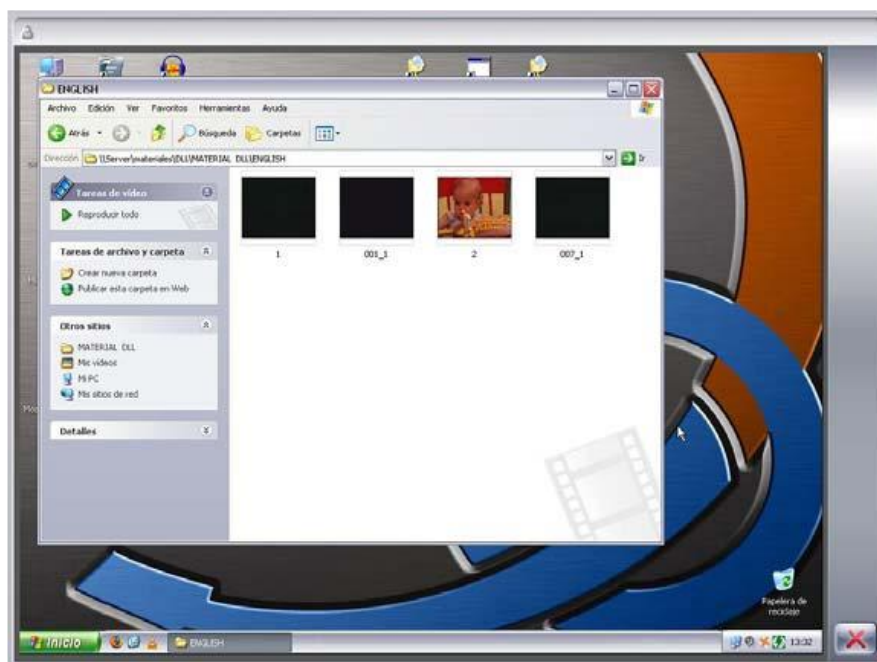 ENGLISH
Archivo Edición Ver Favoritos Herramientas Ayuda
Atrás Búsqueda Carpetas
Dirección \\Server\materiales\DLL\MATERIAL DLL\ENGLISH Ir
Tareas de vídeo
Reproducir todo
1 001_1 2 007_1
Tareas de archivo y carpeta
Crear nueva carpeta
Publicar esta carpeta en Web
Otros sitios
MATERIAL DLL
Mis vídeos
Mi PC
Mis sitios de red
Detalles
Papelera de
reciclaje
Inicio ENGLISH 13:32